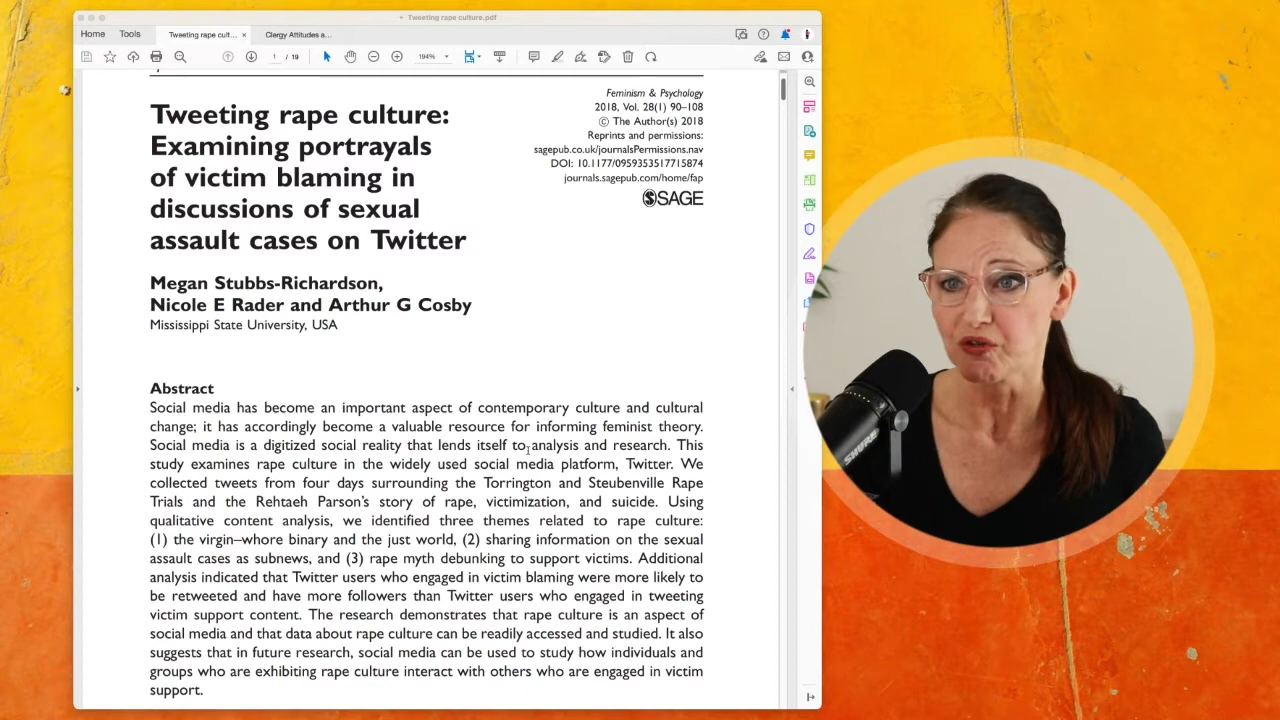 Tweeting rape culture.pdf
Home Tools Tweeting rape cult... × Clergy Attitudes a...
1 / 19 194%
Feminism & Psychology
2018, Vol. 28(1) 90–108
© The Author(s) 2018
Reprints and permissions:
sagepub.co.uk/journalsPermissions.nav
DOI: 10.1177/0959353517715874
journals.sagepub.com/home/fap
SAGE
Tweeting rape culture:
Examining portrayals
of victim blaming in
discussions of sexual
assault cases on Twitter
Megan Stubbs-Richardson,
Nicole E Rader and Arthur G Cosby
Mississippi State University, USA
Abstract
Social media has become an important aspect of contemporary culture and cultural
change; it has accordingly become a valuable resource for informing feminist theory.
Social media is a digitized social reality that lends itself to analysis and research. This
study examines rape culture in the widely used social media platform, Twitter. We
collected tweets from four days surrounding the Torrington and Steubenville Rape
Trials and the Rehtaeh Parson's story of rape, victimization, and suicide. Using
qualitative content analysis, we identified three themes related to rape culture:
(1) the virgin–whore binary and the just world, (2) sharing information on the sexual
assault cases as subnews, and (3) rape myth debunking to support victims. Additional
analysis indicated that Twitter users who engaged in victim blaming were more likely to
be retweeted and have more followers than Twitter users who engaged in tweeting
victim support content. The research demonstrates that rape culture is an aspect of
social media and that data about rape culture can be readily accessed and studied. It also
suggests that in future research, social media can be used to study how individuals and
groups who are exhibiting rape culture interact with others who are engaged in victim
support.
SHURE